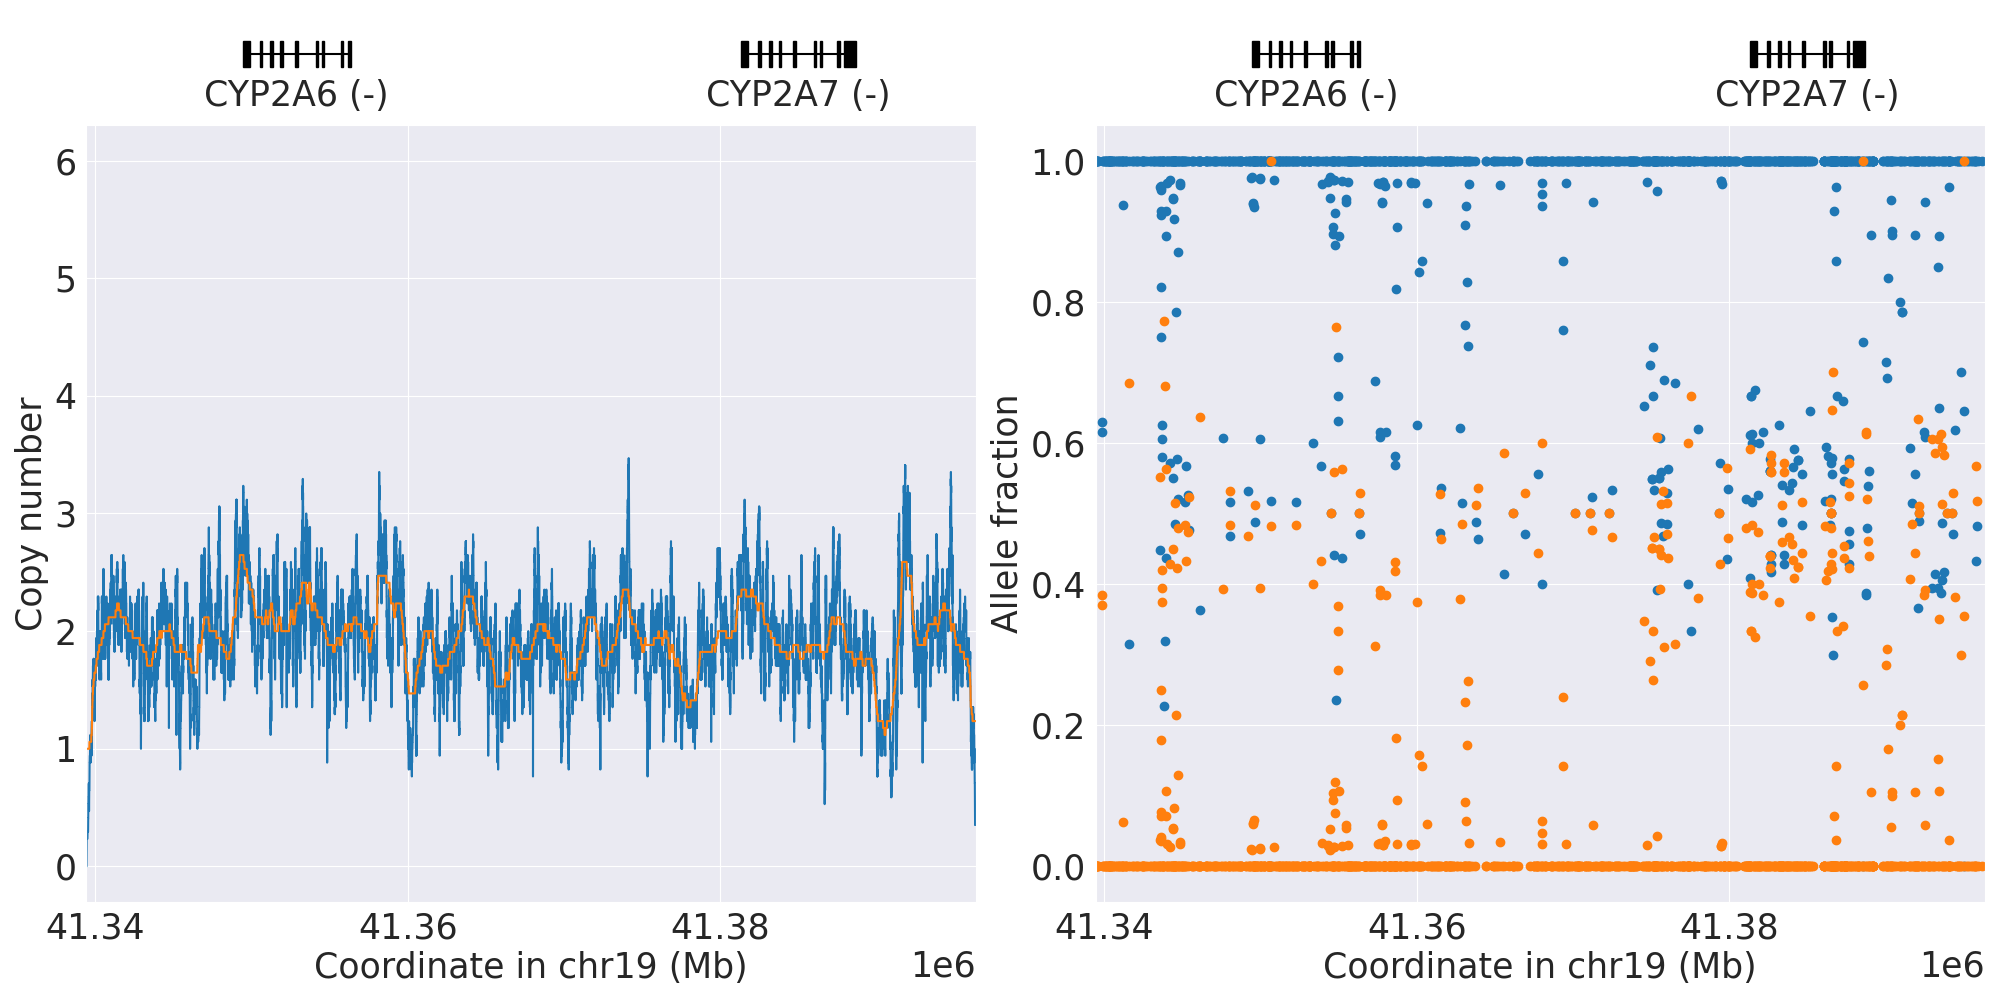 CYP2A6 (-)
CYP2A7 (-)
6
5
4
3
2
1
0
Copy number
41.34
41.36
41.38
Coordinate in chr19 (Mb)
1e6
CYP2A6 (-)
CYP2A7 (-)
1.0
0.8
0.6
0.4
0.2
0.0
Allele fraction
41.34
41.36
41.38
Coordinate in chr19 (Mb)
1e6